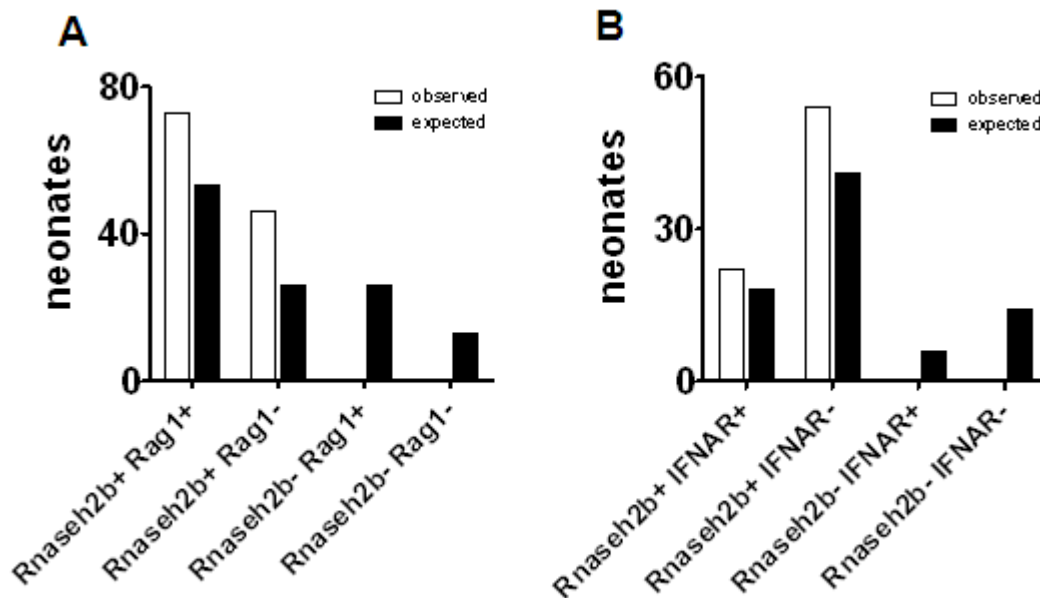 A
80
40
0
neonates
observed
expected
Rnaseh2b+ Rag1+
Rnaseh2b+ Rag1-
Rnaseh2b- Rag1+
Rnaseh2b- Rag1-
B
60
30
0
neonates
observed
expected
Rnaseh2b+ IFNAR+
Rnaseh2b+ IFNAR-
Rnaseh2b- IFNAR+
Rnaseh2b- IFNAR-